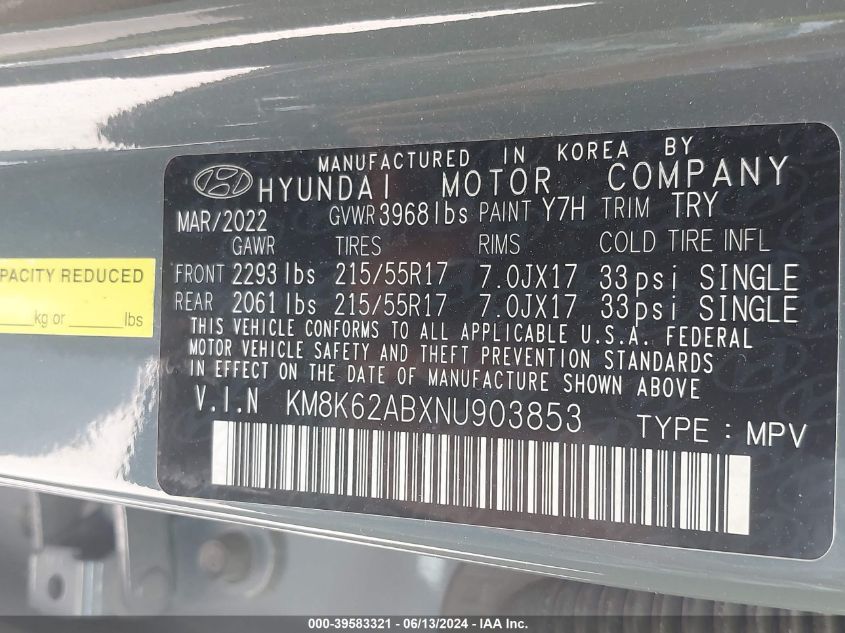 MANUFACTURED IN KOREA BY
HYUNDAI MOTOR COMPANY
MAR/2022 GVWR 3968lbs PAINT Y7H TRIM TRY
GAWR TIRES RIMS COLD TIRE INFL
FRONT 2293 lbs 215/55R17 7.0JX17 33psi SINGLE
REAR 2061 lbs 215/55R17 7.0JX17 33psi SINGLE
THIS VEHICLE CONFORMS TO ALL APPLICABLE U.S.A. FEDERAL
MOTOR VEHICLE SAFETY AND THEFT PREVENTION STANDARDS
IN EFFECT ON THE DATE OF MANUFACTURE SHOWN ABOVE
V.I.N KM8K62ABXNU903853 TYPE : MPV
PACITY REDUCED
kg or ______ lbs
000-39583321 - 06/13/2024 - IAAI Inc.